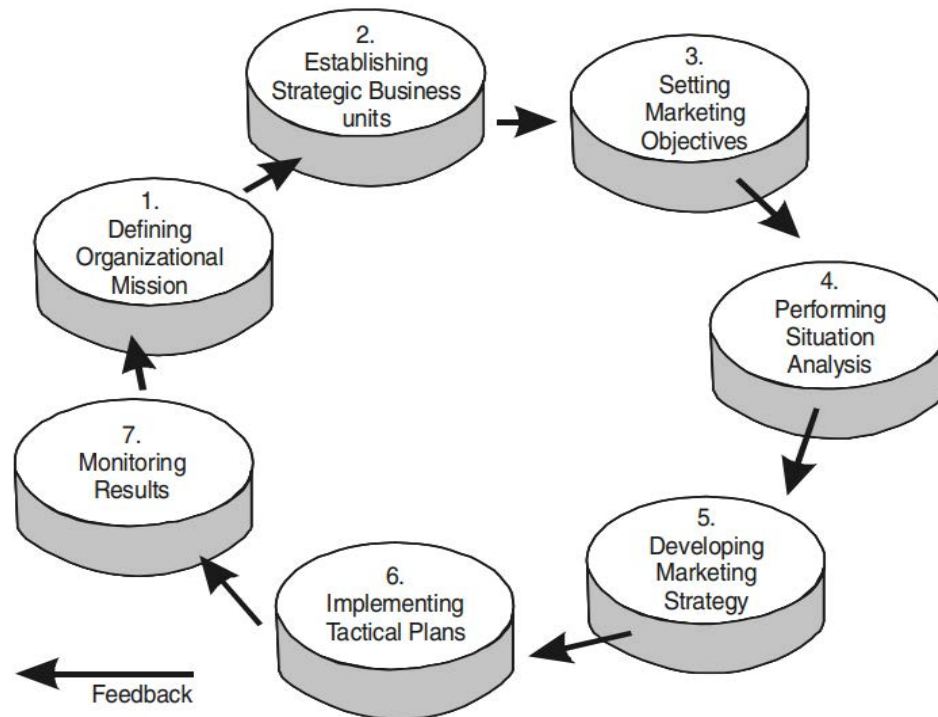 1.
Defining
Organizational
Mission
2.
Establishing
Strategic Business
units
3.
Setting
Marketing
Objectives
4.
Performing
Situation
Analysis
5.
Developing
Marketing
Strategy
6.
Implementing
Tactical Plans
7.
Monitoring
Results
Feedback